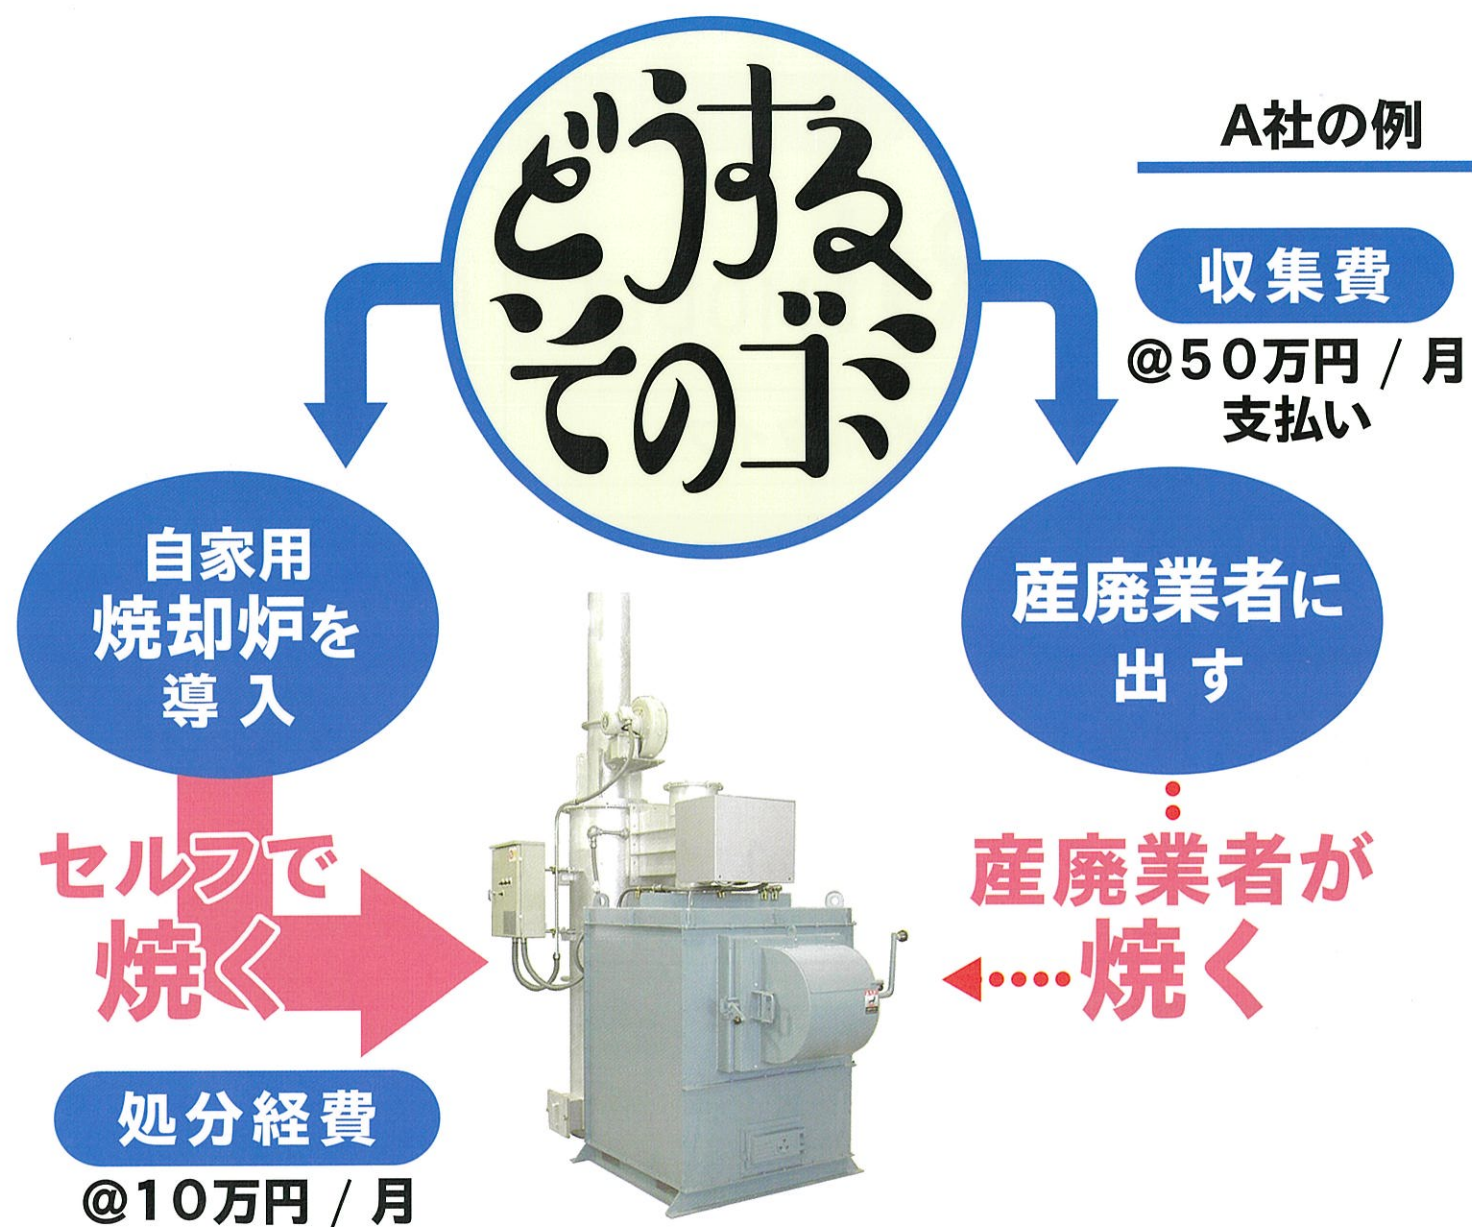 どうする
そのゴミ
A社の例
収集費
@50万円 / 月
支払い
自家用
焼却炉を
導入
産廃業者に
出す
セルフで
焼く
産廃業者が
焼く
処分経費
@10万円 / 月